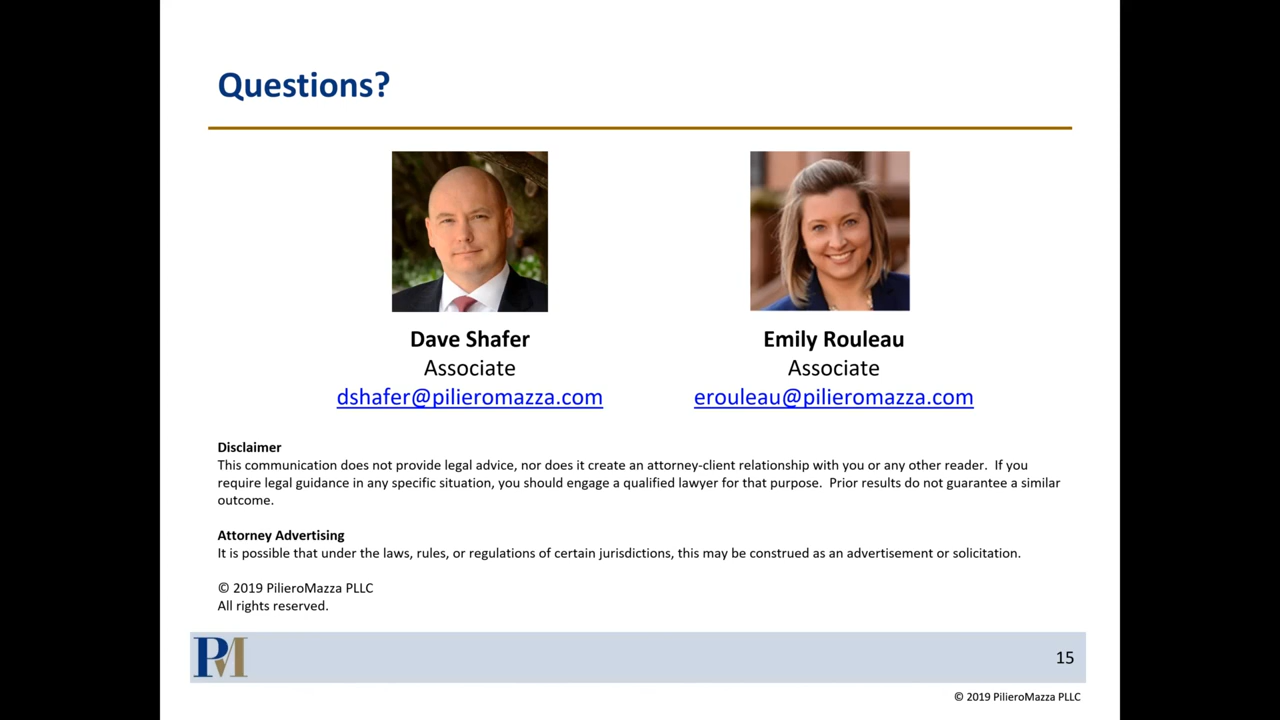 Questions?
Dave Shafer
Associate
dshafer@pilieromazza.com
Emily Rouleau
Associate
erouleau@pilieromazza.com
Disclaimer
This communication does not provide legal advice, nor does it create an attorney-client relationship with you or any other reader.  If you
require legal guidance in any specific situation, you should engage a qualified lawyer for that purpose.  Prior results do not guarantee a similar
outcome.
Attorney Advertising
It is possible that under the laws, rules, or regulations of certain jurisdictions, this may be construed as an advertisement or solicitation.
© 2019 PilieroMazza PLLC
All rights reserved.
PM
15
© 2019 PilieroMazza PLLC